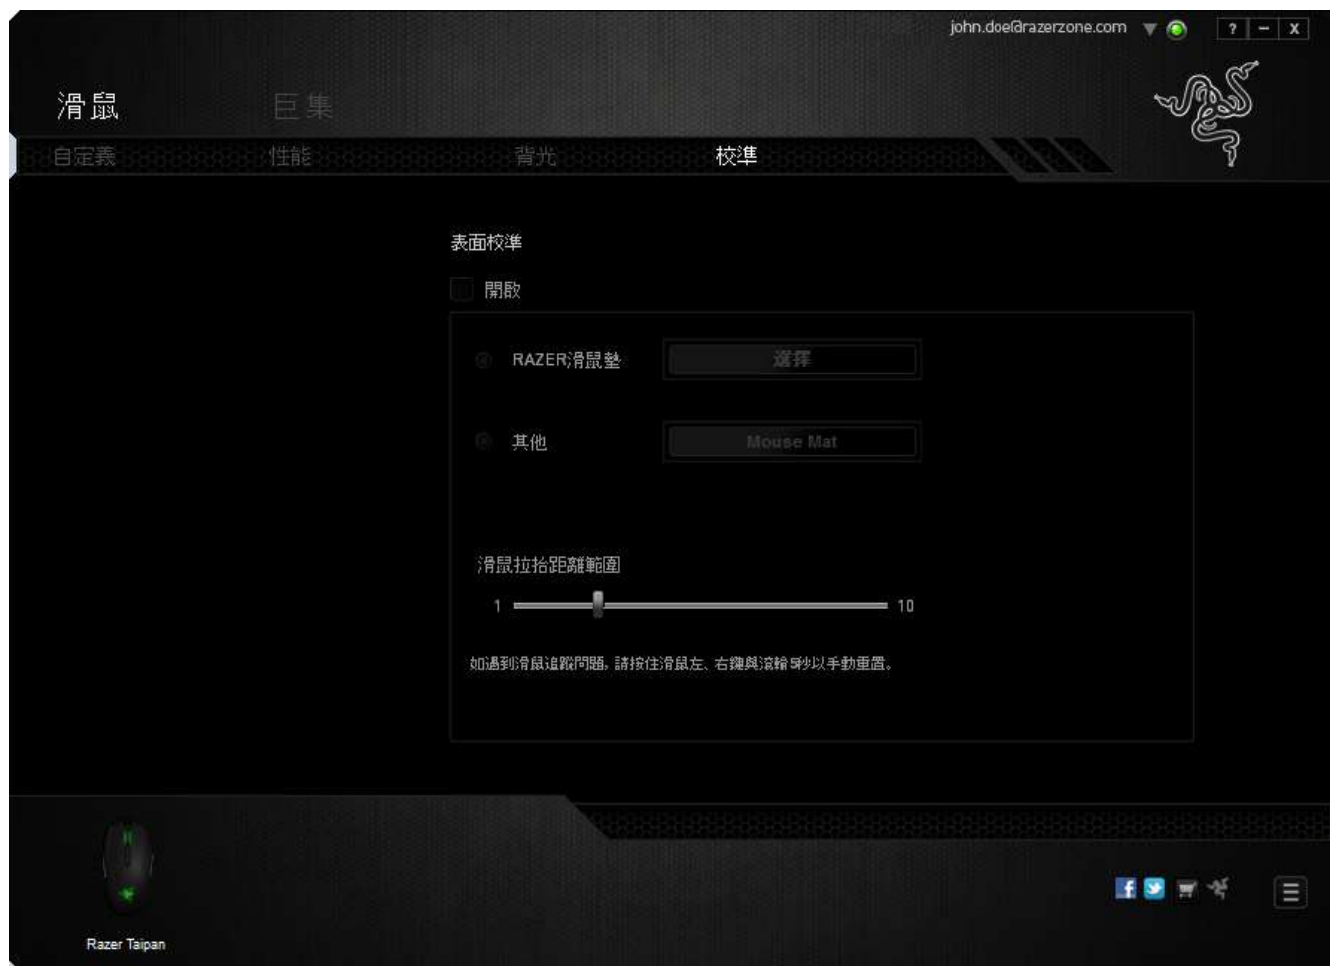 john.doe@razerzone.com
? − X
滑鼠 巨集
自定義 性能 背光 校準
表面校準
開啟
RAZER滑鼠墊 選擇
其他 Mouse Mat
滑鼠拉抬距離範圍
1 10
如遇到滑鼠追蹤問題,請按住滑鼠左、右鍵與滾輪5秒以手動重置。
Razer Taipan